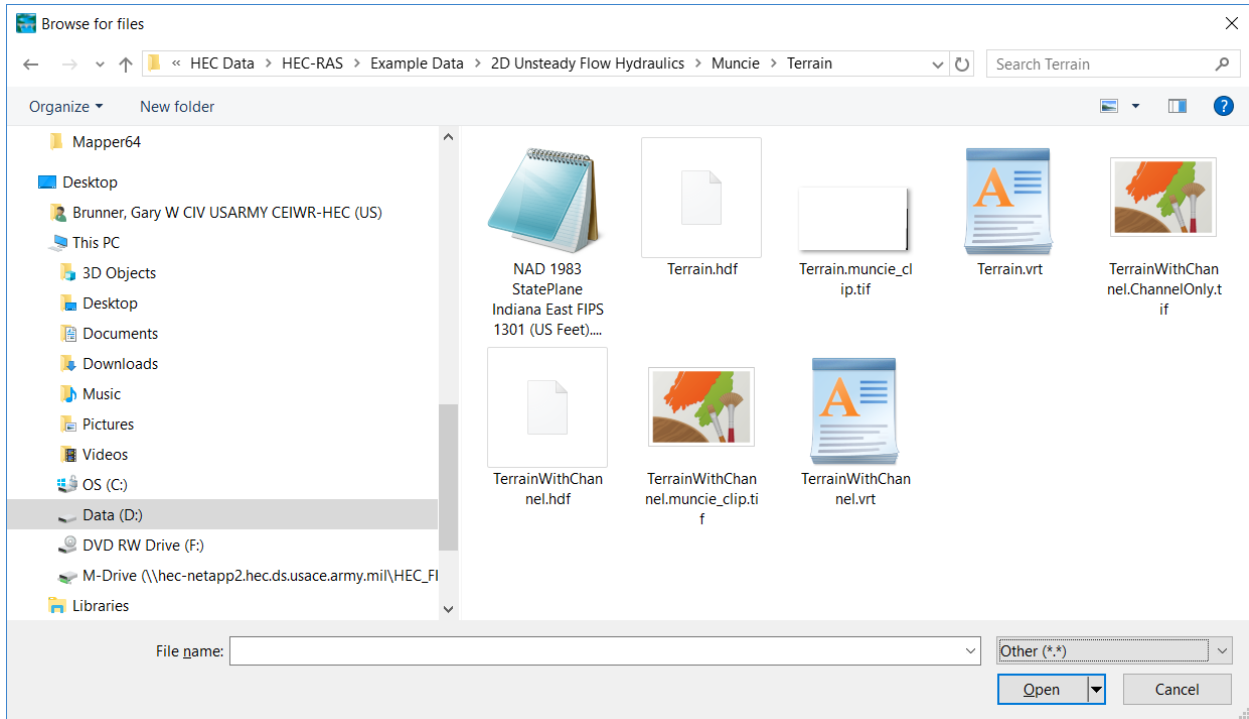 Browse for files
« HEC Data > HEC-RAS > Example Data > 2D Unsteady Flow Hydraulics > Muncie > Terrain
Search Terrain
Organize
New folder
Mapper64
Desktop
Brunner, Gary W CIV USARMY CEIWR-HEC (US)
This PC
3D Objects
Desktop
Documents
Downloads
Music
Pictures
Videos
OS (C:)
Data (D:)
DVD RW Drive (F:)
M-Drive (\\hec-netapp2.hec.ds.usace.army.mil\HEC_FI
Libraries
NAD 1983
StatePlane
Indiana East FIPS
1301 (US Feet)....
Terrain.hdf
Terrain.muncie_cl
ip.tif
Terrain.vrt
TerrainWithChan
nel.ChannelOnly.t
if
TerrainWithChan
nel.hdf
TerrainWithChan
nel.muncie_clip.ti
f
TerrainWithChan
nel.vrt
File name:
Other (*.*)
Open
Cancel